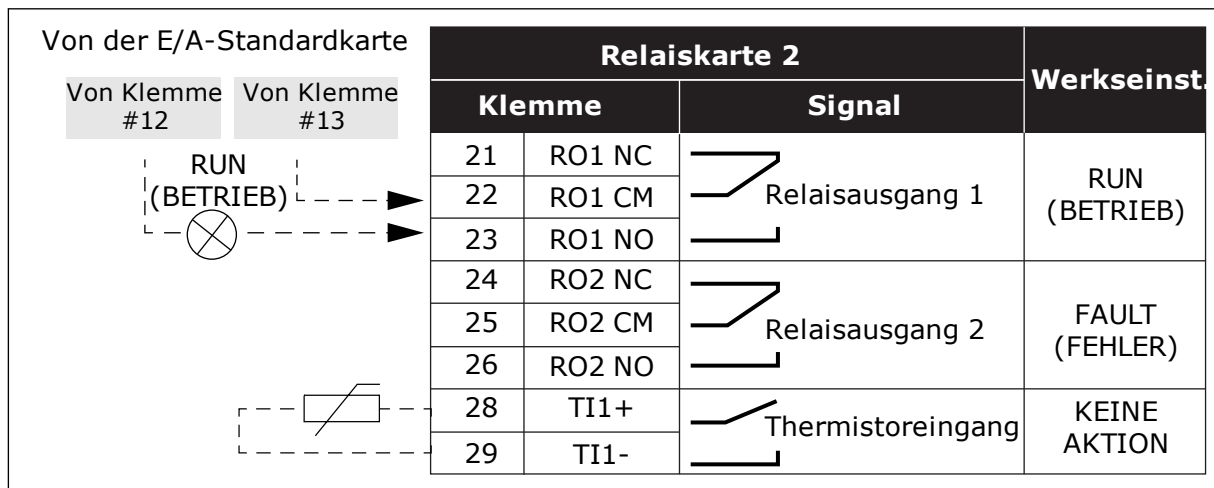 Von der E/A-Standardkarte
Von Klemme
#12
Von Klemme
#13
RUN
(BETRIEB)
Relaiskarte 2
Werkseinst.
Klemme
Signal
21 RO1 NC
22 RO1 CM
23 RO1 NO
Relaisausgang 1
RUN
(BETRIEB)
24 RO2 NC
25 RO2 CM
26 RO2 NO
Relaisausgang 2
FAULT
(FEHLER)
28 TI1+
29 TI1-
Thermistoreingang
KEINE
AKTION